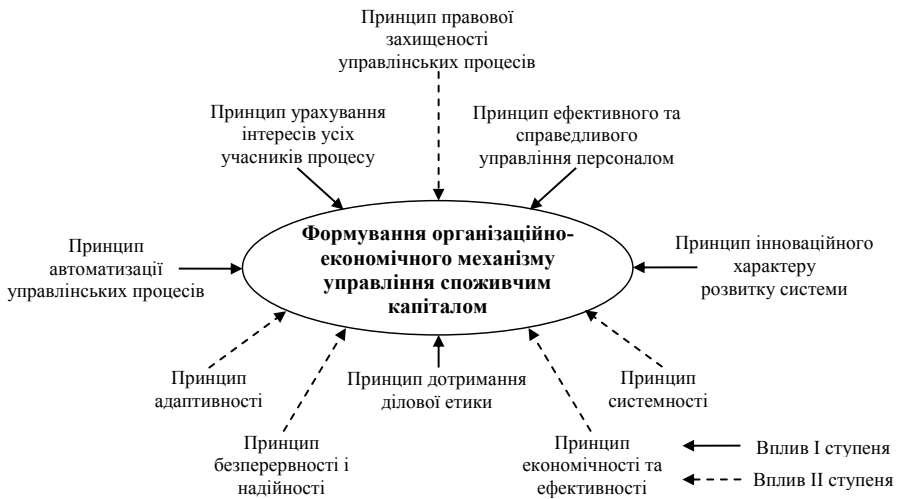 Принцип правової
захищеності
управлінських процесів
Принцип урахування
інтересів усіх
учасників процесу
Принцип ефективного та
справедливого
управління персоналом
Формування організаційно-
економічного механізму
управління споживчим
капіталом
Принцип
автоматизації
управлінських процесів
Принцип інноваційного
характеру
розвитку системи
Принцип
адаптивності
Принцип дотримання
ділової етики
Принцип
системності
Принцип
безперервності і
надійності
Принцип
економічності та
ефективності
Вплив I ступеня
Вплив II ступеня